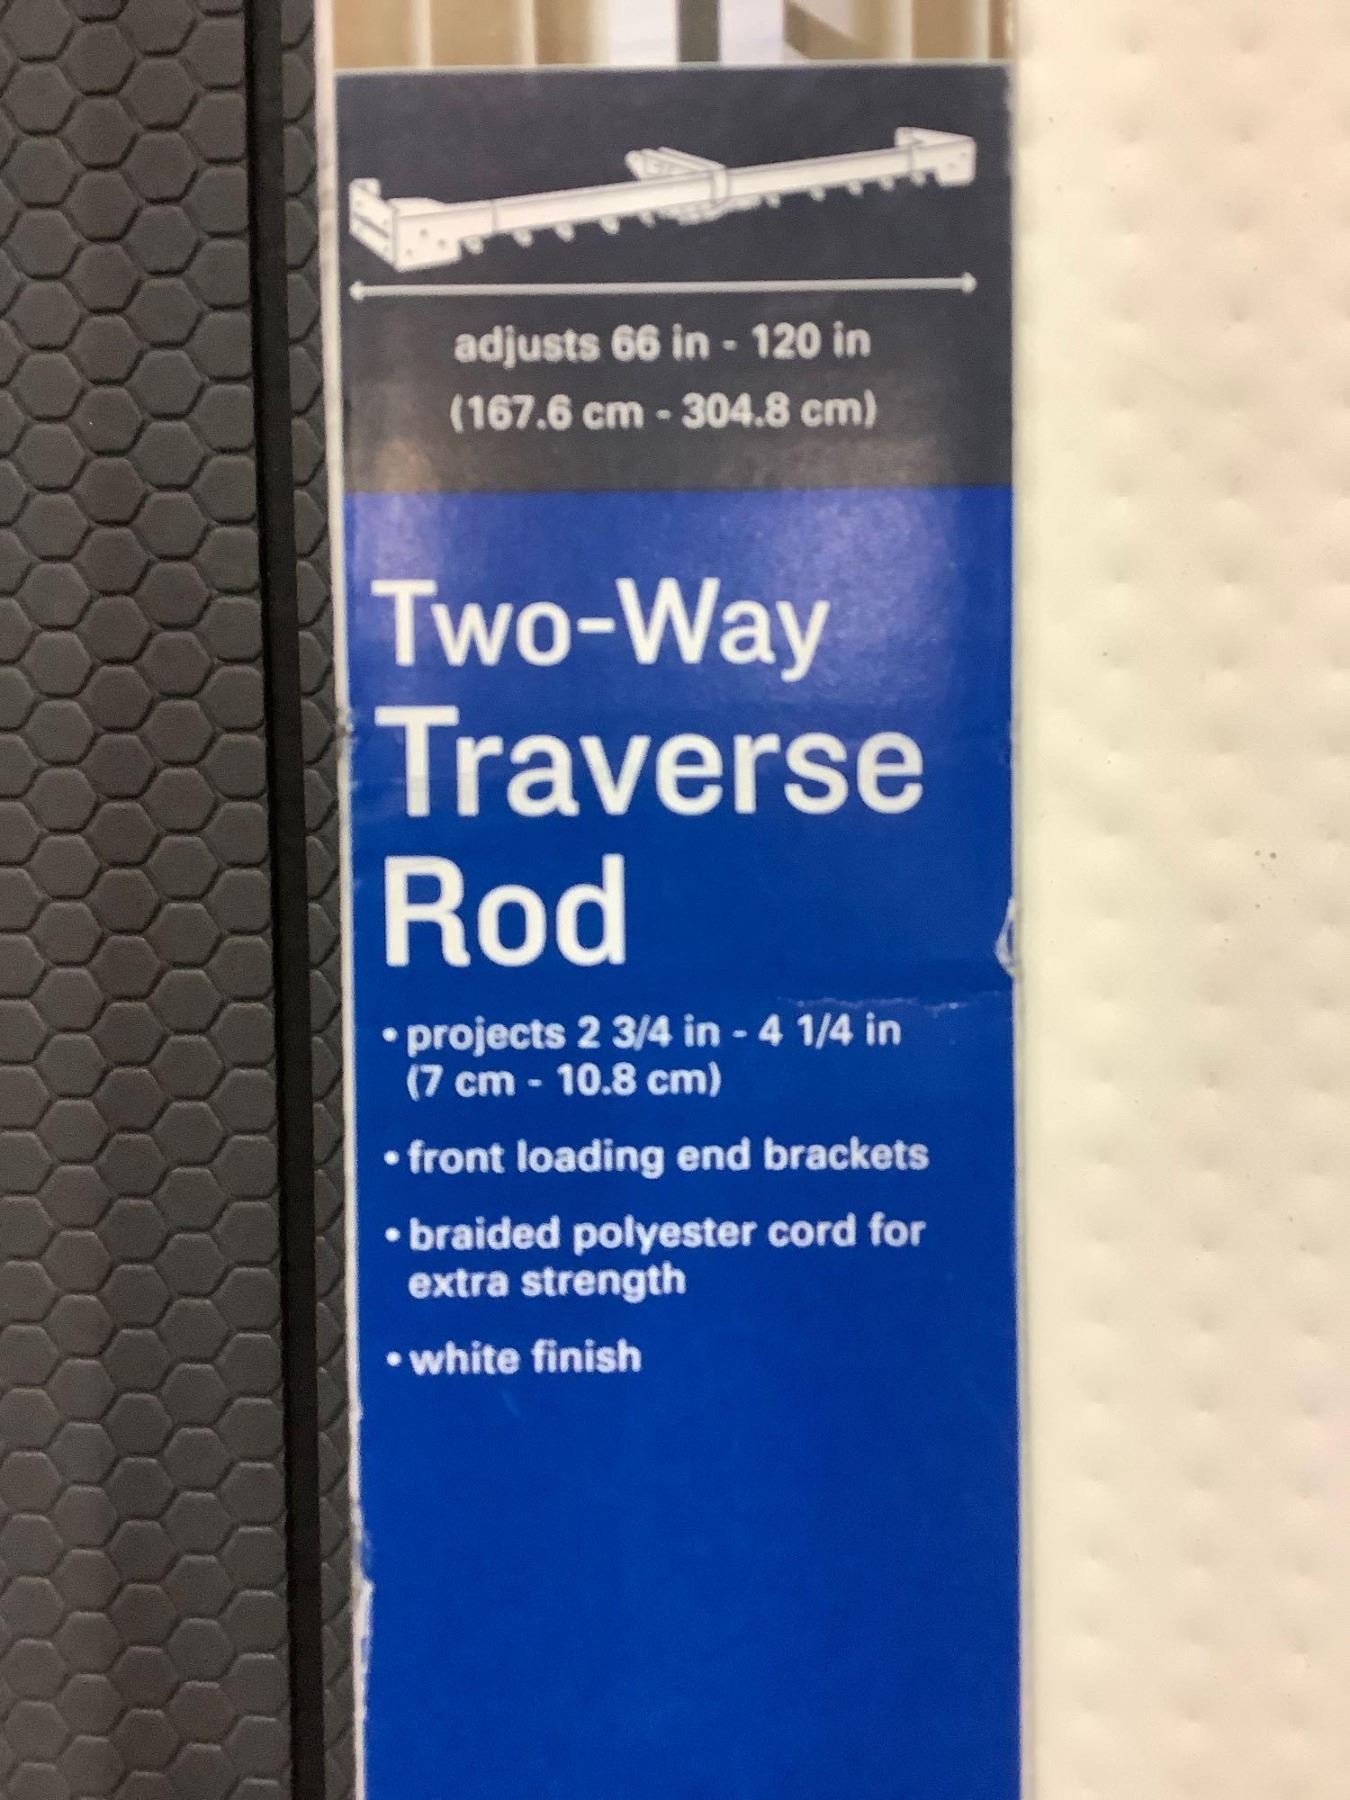 adjusts 66 in - 120 in
(167.6 cm - 304.8 cm)
Two-Way
Traverse
Rod
• projects 2 3/4 in - 4 1/4 in
(7 cm - 10.8 cm)
• front loading end brackets
• braided polyester cord for
extra strength
• white finish